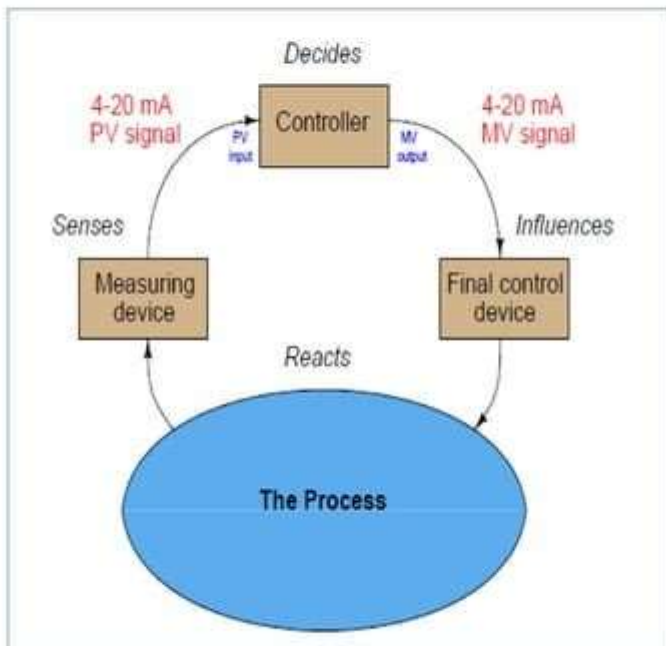 Decides
4-20 mA
PV signal
PV
input
Controller
MV
output
4-20 mA
MV signal
Senses
Influences
Measuring
device
Final control
device
Reacts
The Process